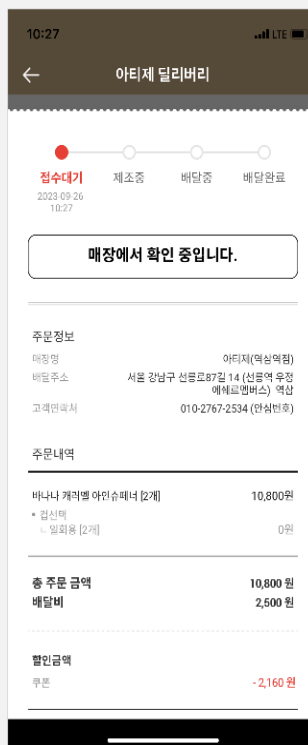 10:27 LTE
아티제 딜리버리
접수대기 제조중 배달중 배달완료
2023-09-26
10:27
매장에서 확인 중입니다.
주문정보
매장명 아티제(역삼역점)
배달주소 서울 강남구 선릉로87길 14 (선릉역 우정
에쉐르멤버스) 역삼
고객연락처 010-2767-2534 (안심번호)
주문내역
바나나 캐러멜 아인슈페너 [2개] 10,800원
• 컵선택
ㄴ 일회용 [2개] 0원
총 주문 금액 10,800 원
배달비 2,500 원
할인금액
쿠폰 - 2,160 원